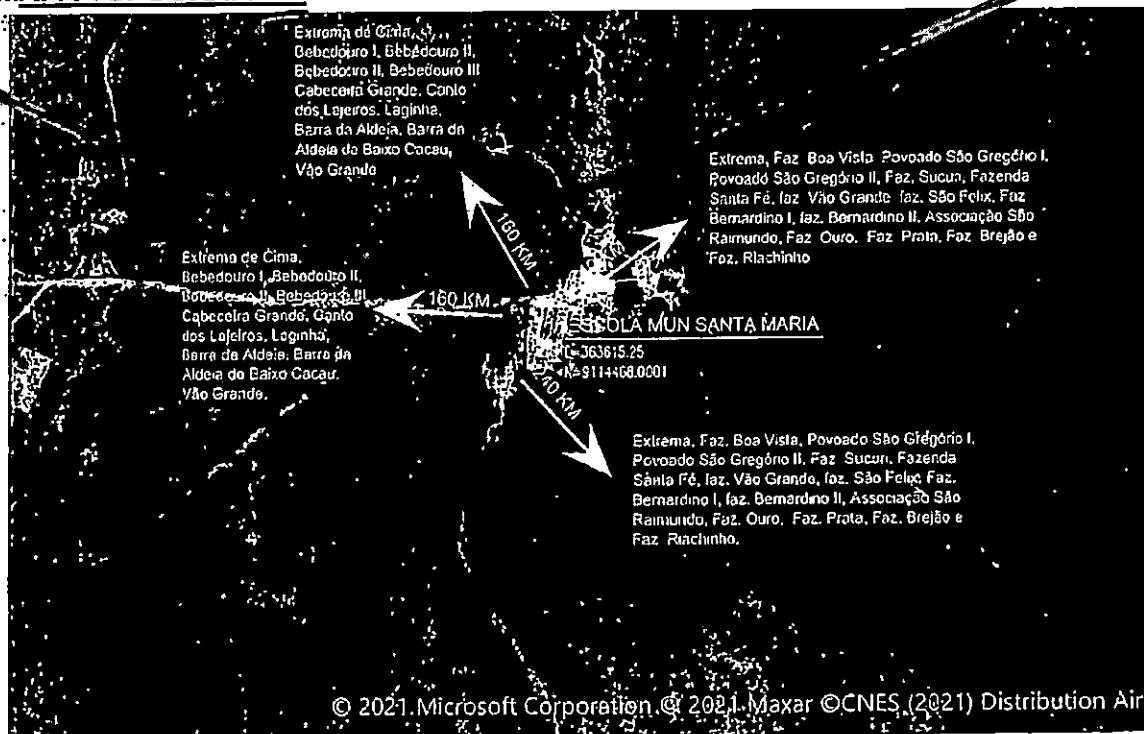 Extrema de Cima,
Bebedouro I, Bebedouro II,
Bebedouro II, Bebedouro III
Cabeceira Grande, Canto
dos Lajeiros, Laginha,
Barra da Aldeia, Barra da
Aldeia do Baixo Cacau,
Vão Grande
Extrema, Faz. Boa Vista, Povoado São Gregório I,
Povoado São Gregório II, Faz. Sucuri, Fazenda
Santa Fé, faz. Vão Grande, faz. São Felix, Faz.
Bernardino I, faz. Bernardino II, Associação São
Raimundo, Faz. Ouro, Faz. Prata, Faz. Brejão e
Faz. Riachinho
160 KM
KM
Extrema de Cima,
Bebedouro I, Bebedouro II,
Bebedouro II, Bebedouro III
Cabeceira Grande, Canto
dos Lajeiros, Laginha,
Barra da Aldeia, Barra da
Aldeia do Baixo Cacau,
Vão Grande.
160 KM
ESCOLA MUN SANTA MARIA
E=363615.25
N=9114468.0001
240 KM
Extrema, Faz. Boa Vista, Povoado São Gregório I,
Povoado São Gregório II, Faz. Sucuri, Fazenda
Santa Fé, faz. Vão Grande, faz. São Felix, Faz.
Bernardino I, faz. Bernardino II, Associação São
Raimundo, Faz. Ouro, Faz. Prata, Faz. Brejão e
Faz. Riachinho.
© 2021 Microsoft Corporation © 2021 Maxar ©CNES (2021) Distribution Air